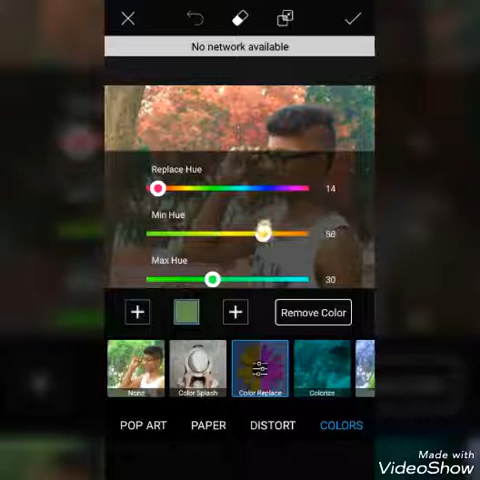 No network available
Replace Hue
14
Min Hue
86
Max Hue
30
Remove Color
None
Color Splash
Color Replace
Colorize
POP ART PAPER DISTORT COLORS
Made with
VideoShow